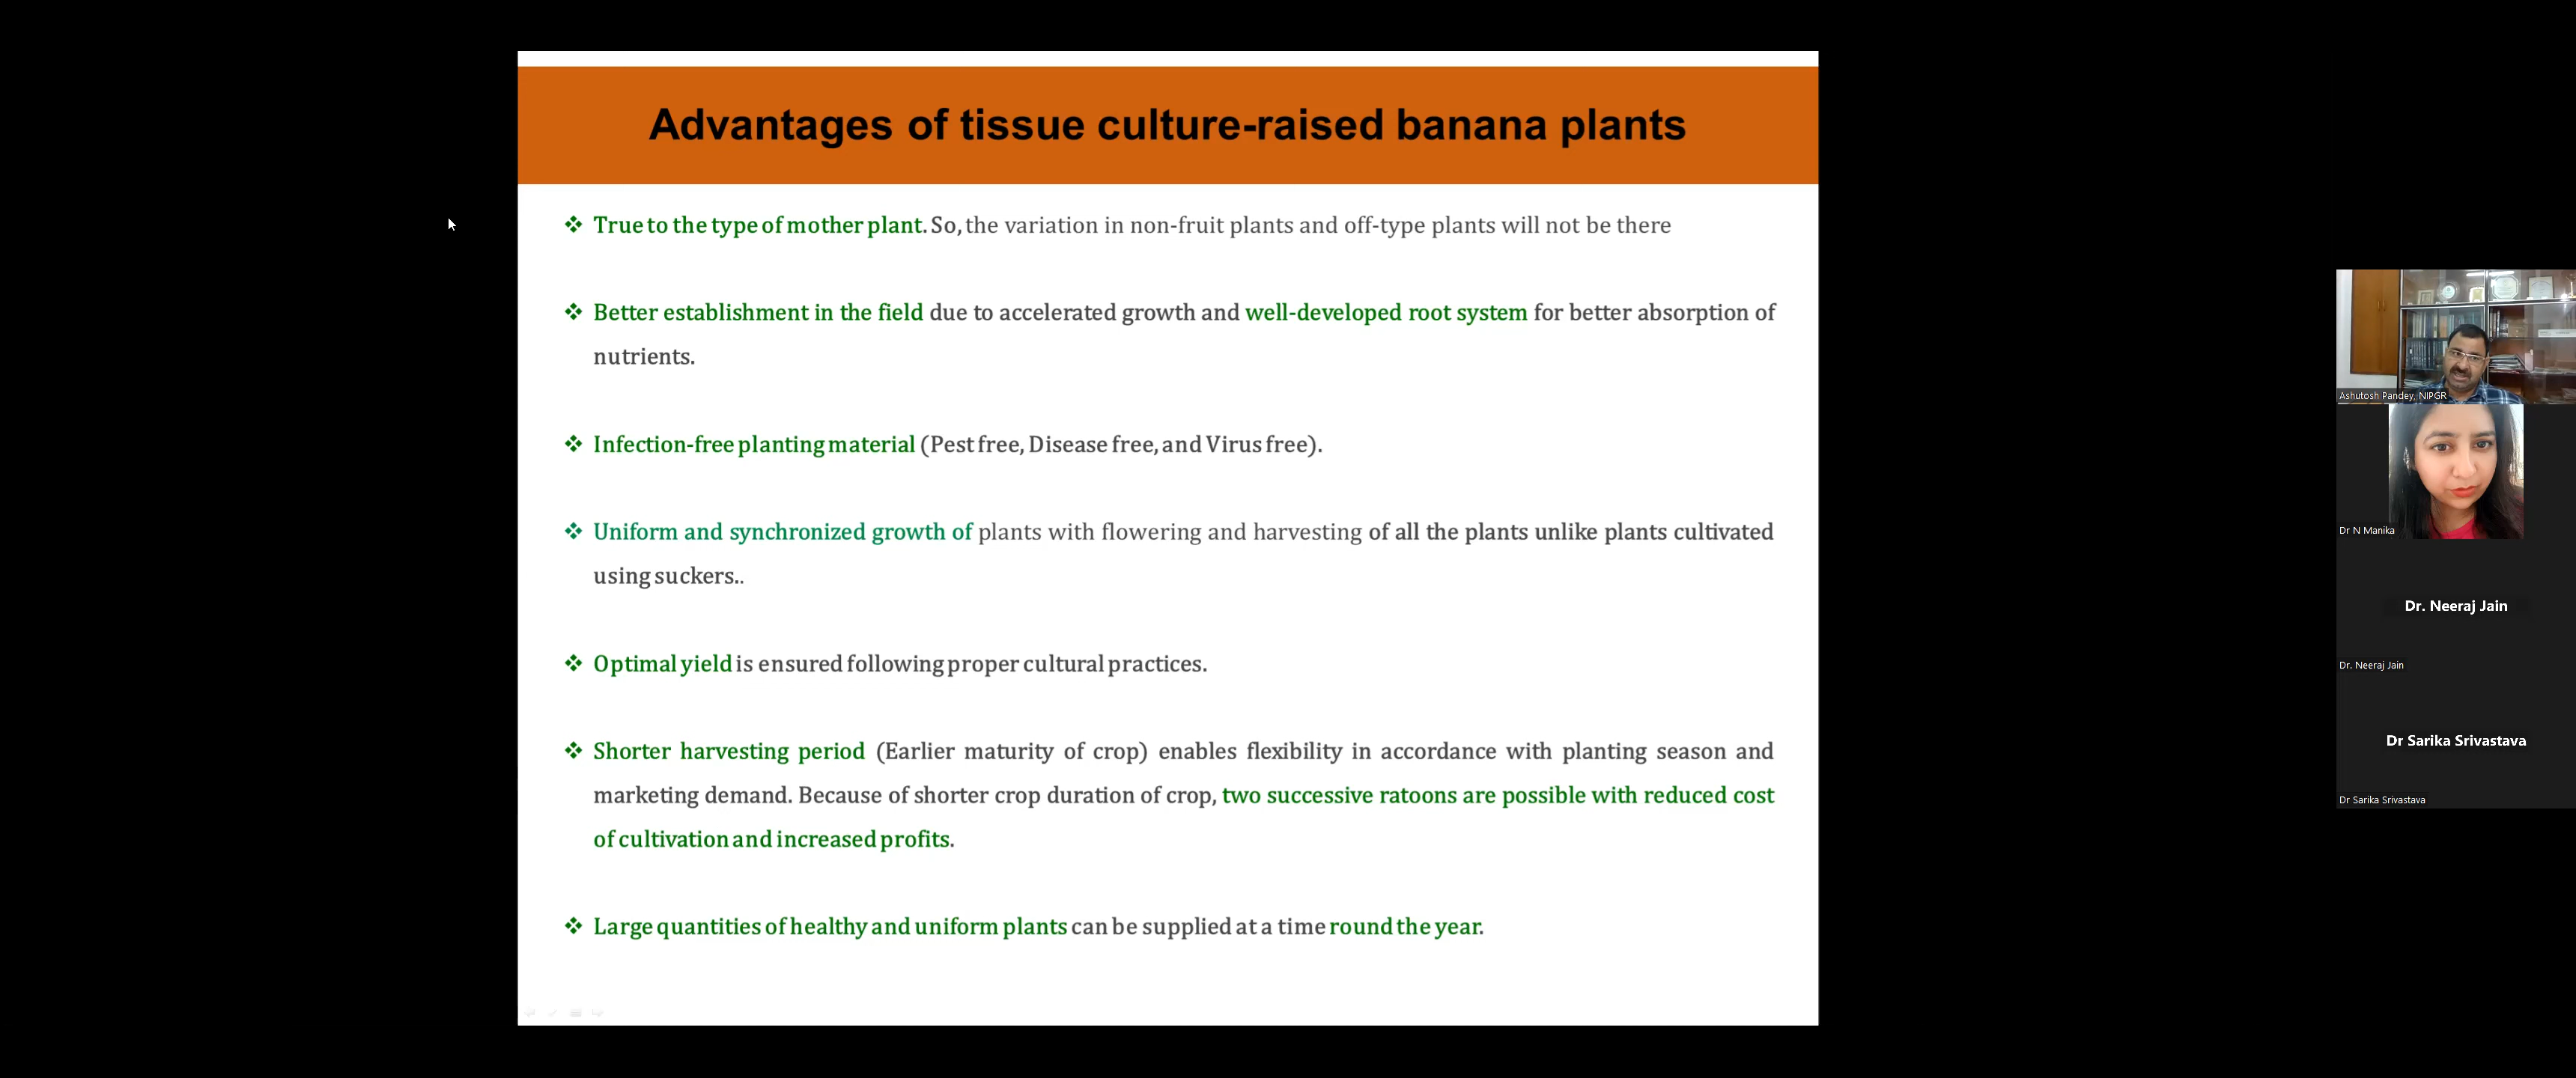 Advantages of tissue culture-raised banana plants
❖ True to the type of mother plant. So, the variation in non-fruit plants and off-type plants will not be there
❖ Better establishment in the field due to accelerated growth and well-developed root system for better absorption of
nutrients.
❖ Infection-free planting material (Pest free, Disease free, and Virus free).
❖ Uniform and synchronized growth of plants with flowering and harvesting of all the plants unlike plants cultivated
using suckers..
❖ Optimal yield is ensured following proper cultural practices.
❖ Shorter harvesting period (Earlier maturity of crop) enables flexibility in accordance with planting season and
marketing demand. Because of shorter crop duration of crop, two successive ratoons are possible with reduced cost
of cultivation and increased profits.
❖ Large quantities of healthy and uniform plants can be supplied at a time round the year.
Ashutosh Pandey, NIPGR
Dr N Manika
Dr. Neeraj Jain
Dr. Neeraj Jain
Dr Sarika Srivastava
Dr Sarika Srivastava